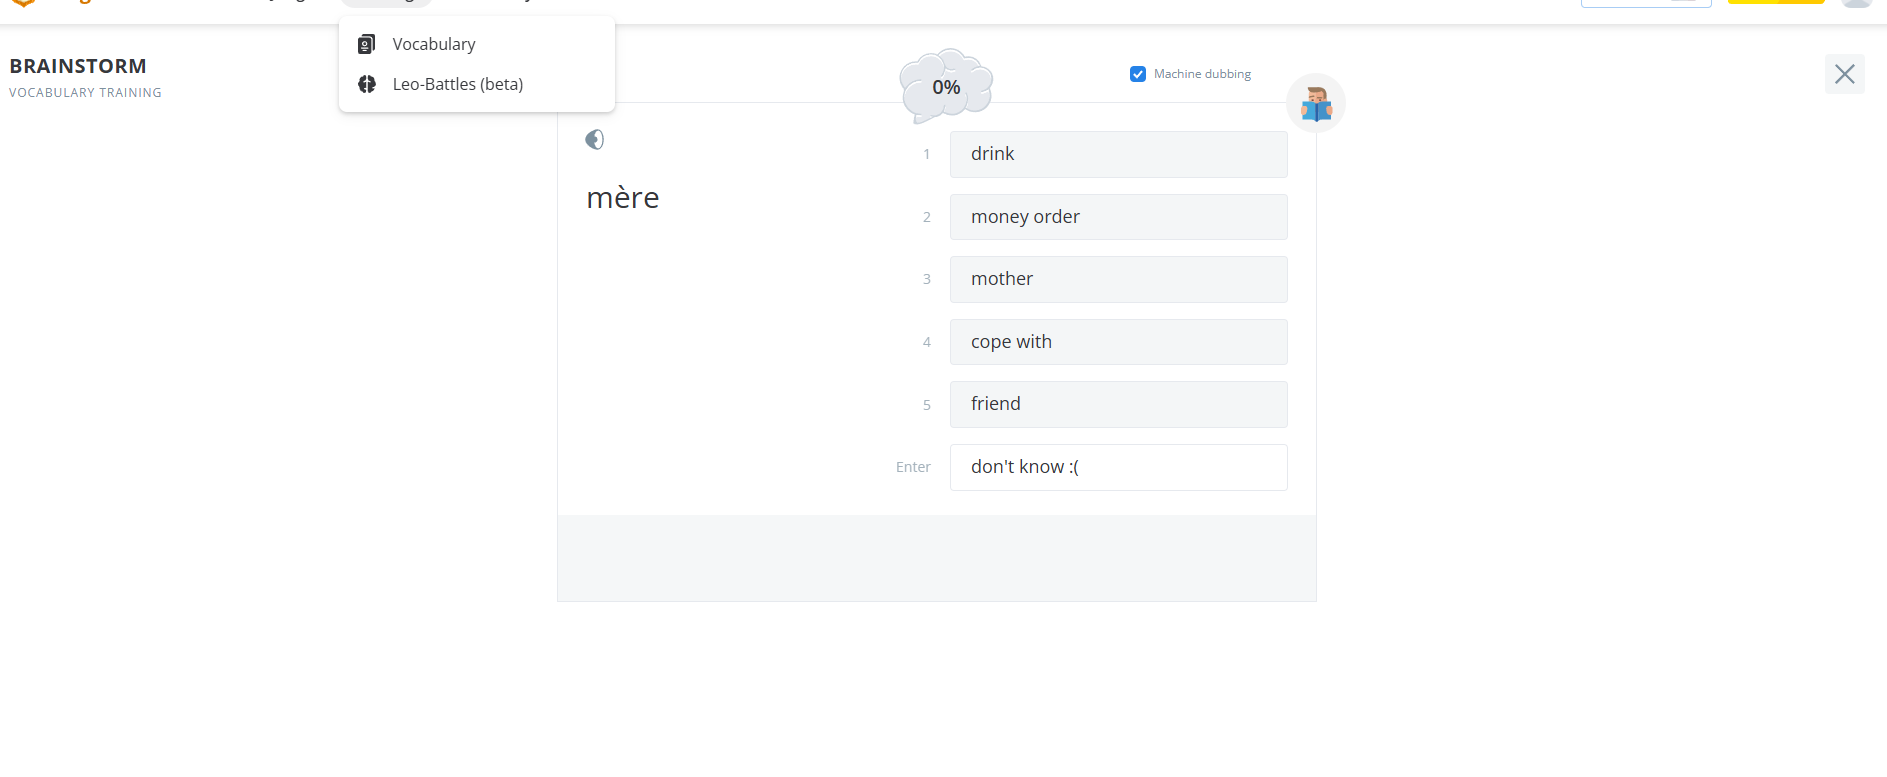 Vocabulary
Leo-Battles (beta)
BRAINSTORM
VOCABULARY TRAINING
0%
Machine dubbing
mère
1 drink
2 money order
3 mother
4 cope with
5 friend
Enter don't know :(